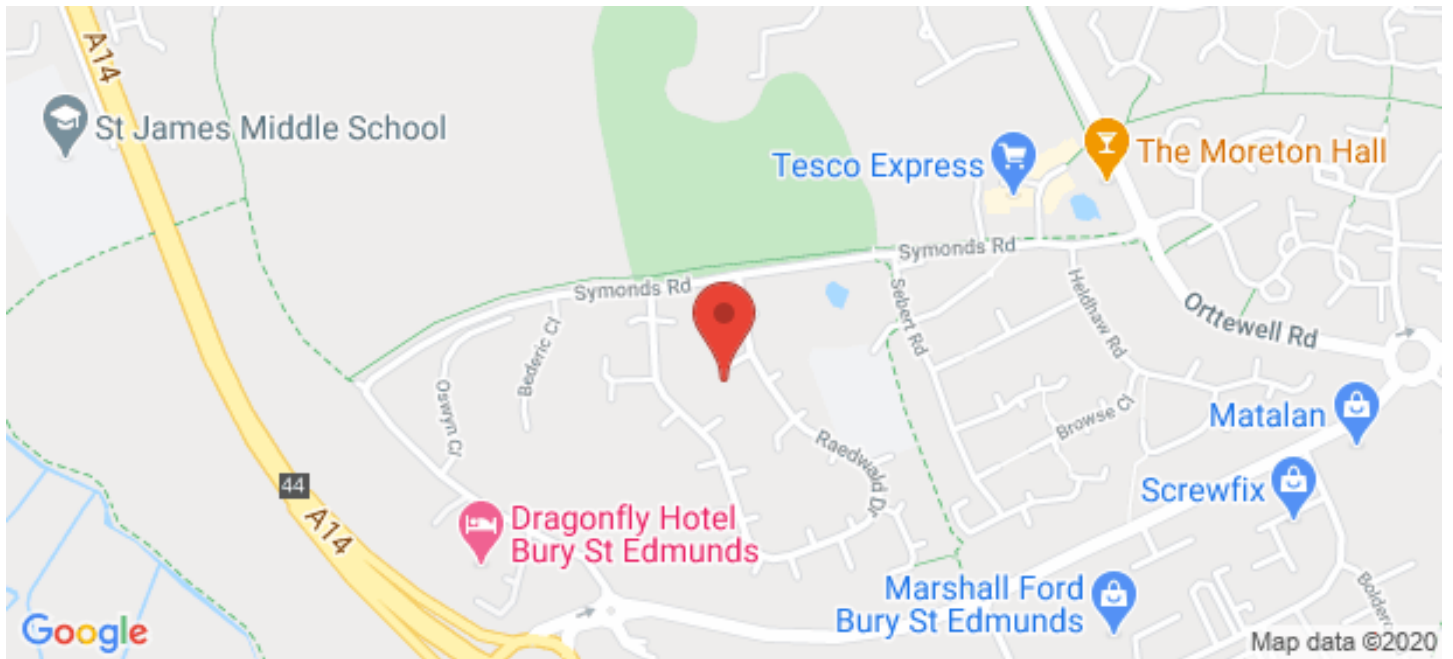 A14
St James Middle School
Tesco Express
The Moreton Hall
Symonds Rd
Symonds Rd
Sebert Rd
Heldhaw Rd
Orttewell Rd
Bederic Cl
Oswyn Cl
Browse Cl
Matalan
Raedwald Dr
Screwfix
44
A14
Dragonfly Hotel
Bury St Edmunds
Marshall Ford
Bury St Edmunds
Google
Map data ©2020